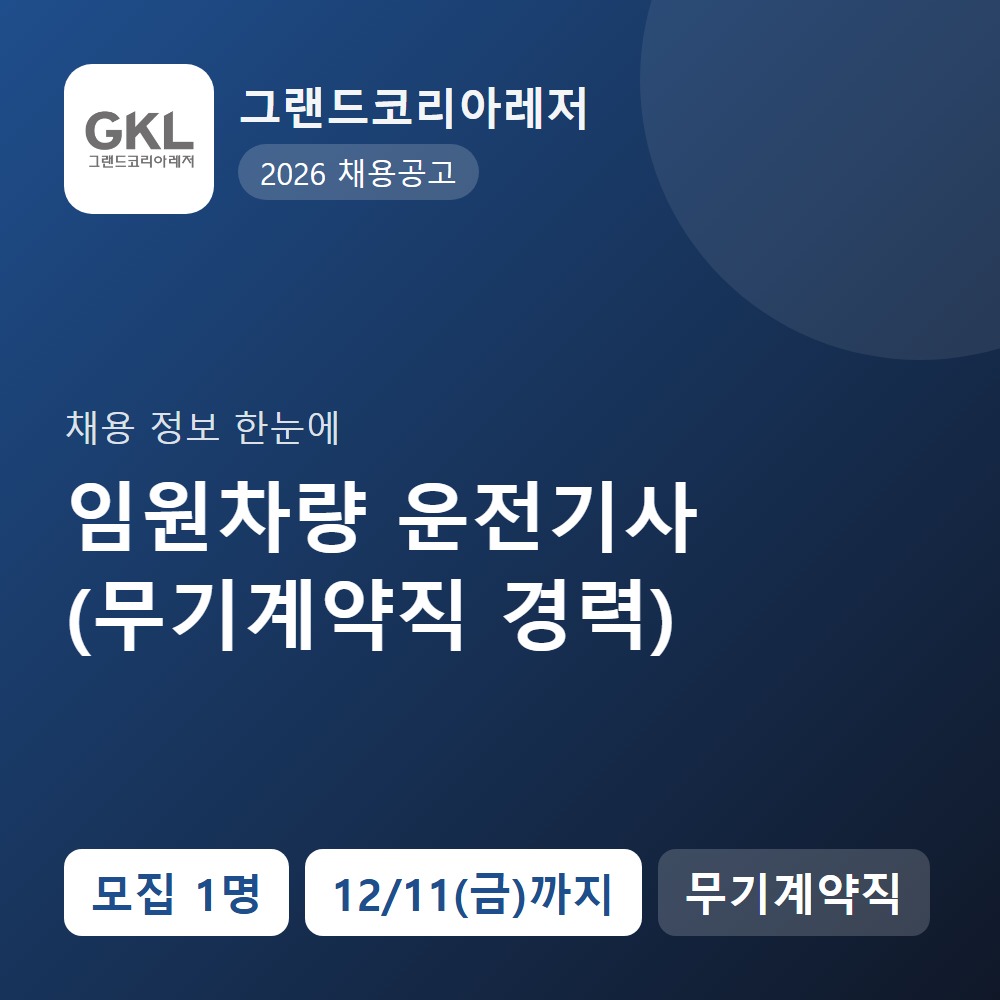 GKL
그랜드코리아레저
그랜드코리아레저
2026 채용공고
채용 정보 한눈에
임원차량 운전기사
(무기계약직 경력)
모집 1명
12/11(금)까지
무기계약직